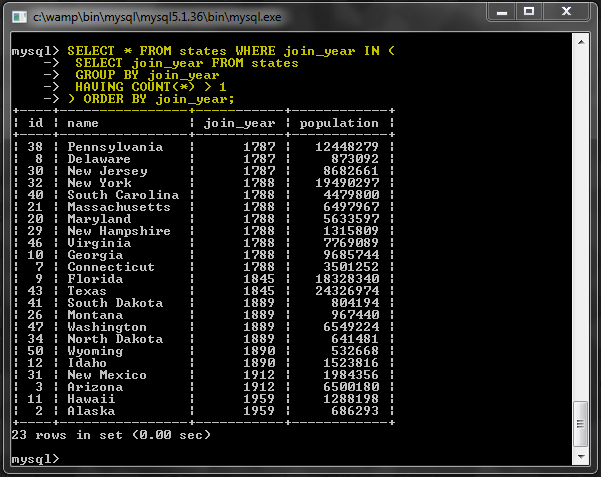 c:\wamp\bin\mysql\mysql5.1.36\bin\mysql.exe
mysql> SELECT * FROM states WHERE join_year IN (
    -> SELECT join_year FROM states
    -> GROUP BY join_year
    -> HAVING COUNT(*) > 1
    -> ) ORDER BY join_year;
+----+----------------+-----------+------------+
| id | name           | join_year | population |
+----+----------------+-----------+------------+
| 38 | Pennsylvania   |      1787 |   12448279 |
|  8 | Delaware       |      1787 |     873092 |
| 30 | New Jersey     |      1787 |    8682661 |
| 32 | New York       |      1788 |   19490297 |
| 40 | South Carolina |      1788 |    4479800 |
| 21 | Massachusetts  |      1788 |    6497967 |
| 20 | Maryland       |      1788 |    5633597 |
| 29 | New Hampshire  |      1788 |    1315809 |
| 46 | Virginia       |      1788 |    7769089 |
| 10 | Georgia        |      1788 |    9685744 |
|  7 | Connecticut    |      1788 |    3501252 |
|  9 | Florida        |      1845 |   18328340 |
| 43 | Texas          |      1845 |   24326974 |
| 41 | South Dakota   |      1889 |     804194 |
| 26 | Montana        |      1889 |     967440 |
| 47 | Washington     |      1889 |    6549224 |
| 34 | North Dakota   |      1889 |     641481 |
| 50 | Wyoming        |      1890 |     532668 |
| 12 | Idaho          |      1890 |    1523816 |
| 31 | New Mexico     |      1912 |    1984356 |
|  3 | Arizona        |      1912 |    6500180 |
| 11 | Hawaii         |      1959 |    1288198 |
|  2 | Alaska         |      1959 |     686293 |
+----+----------------+-----------+------------+
23 rows in set (0.00 sec)
mysql>